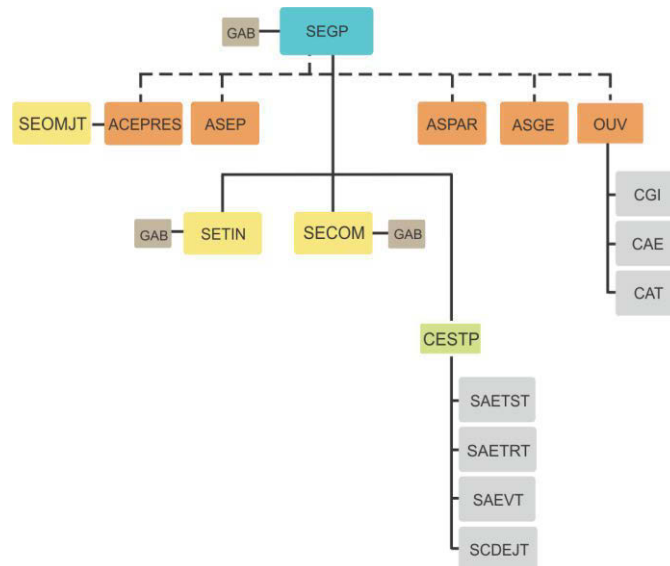 GAB
SEGP
SEOMJT
ACEPRES
ASEP
ASPAR
ASGE
OUV
CGI
CAE
CAT
GAB
SETIN
SECOM
GAB
CESTP
SAETST
SAETRT
SAEVT
SCDEJT